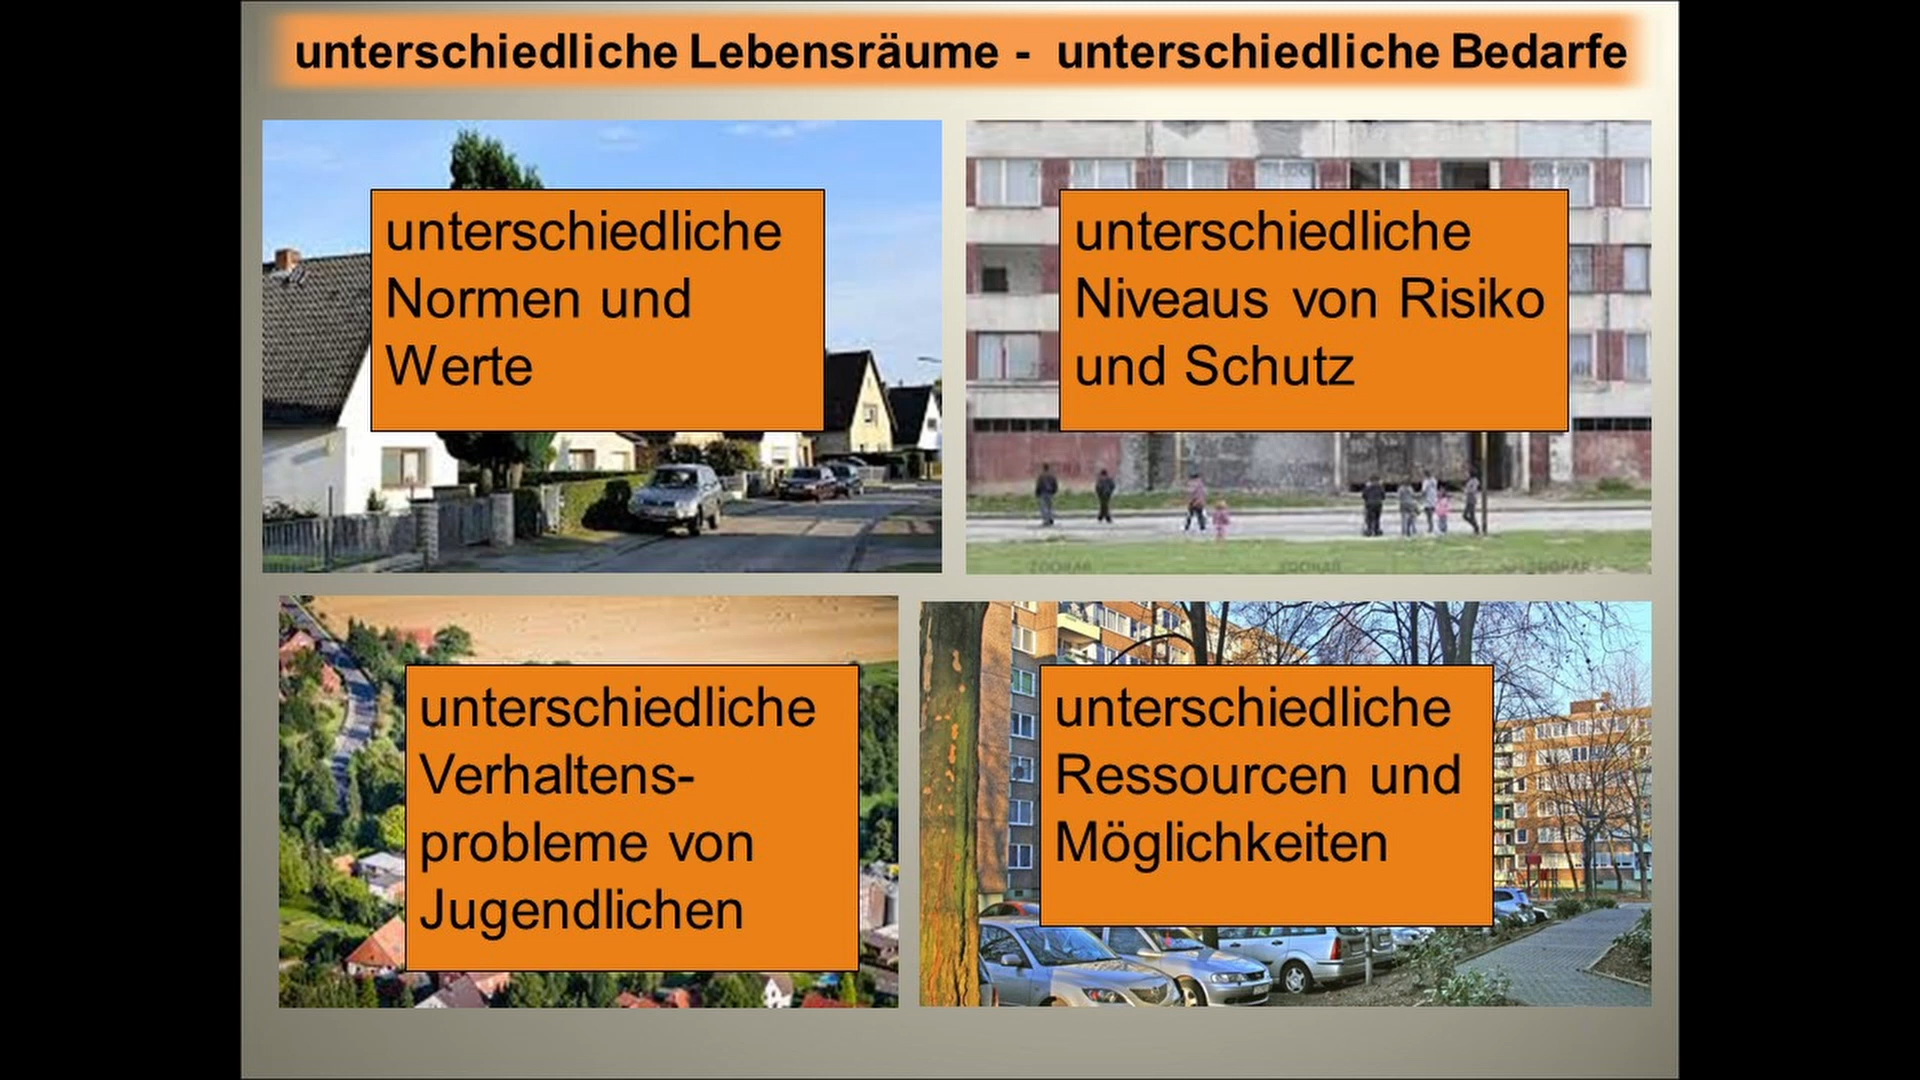 unterschiedliche Lebensräume - unterschiedliche Bedarfe
unterschiedliche
Normen und
Werte
unterschiedliche
Niveaus von Risiko
und Schutz
unterschiedliche
Verhaltens-
probleme von
Jugendlichen
unterschiedliche
Ressourcen und
Möglichkeiten